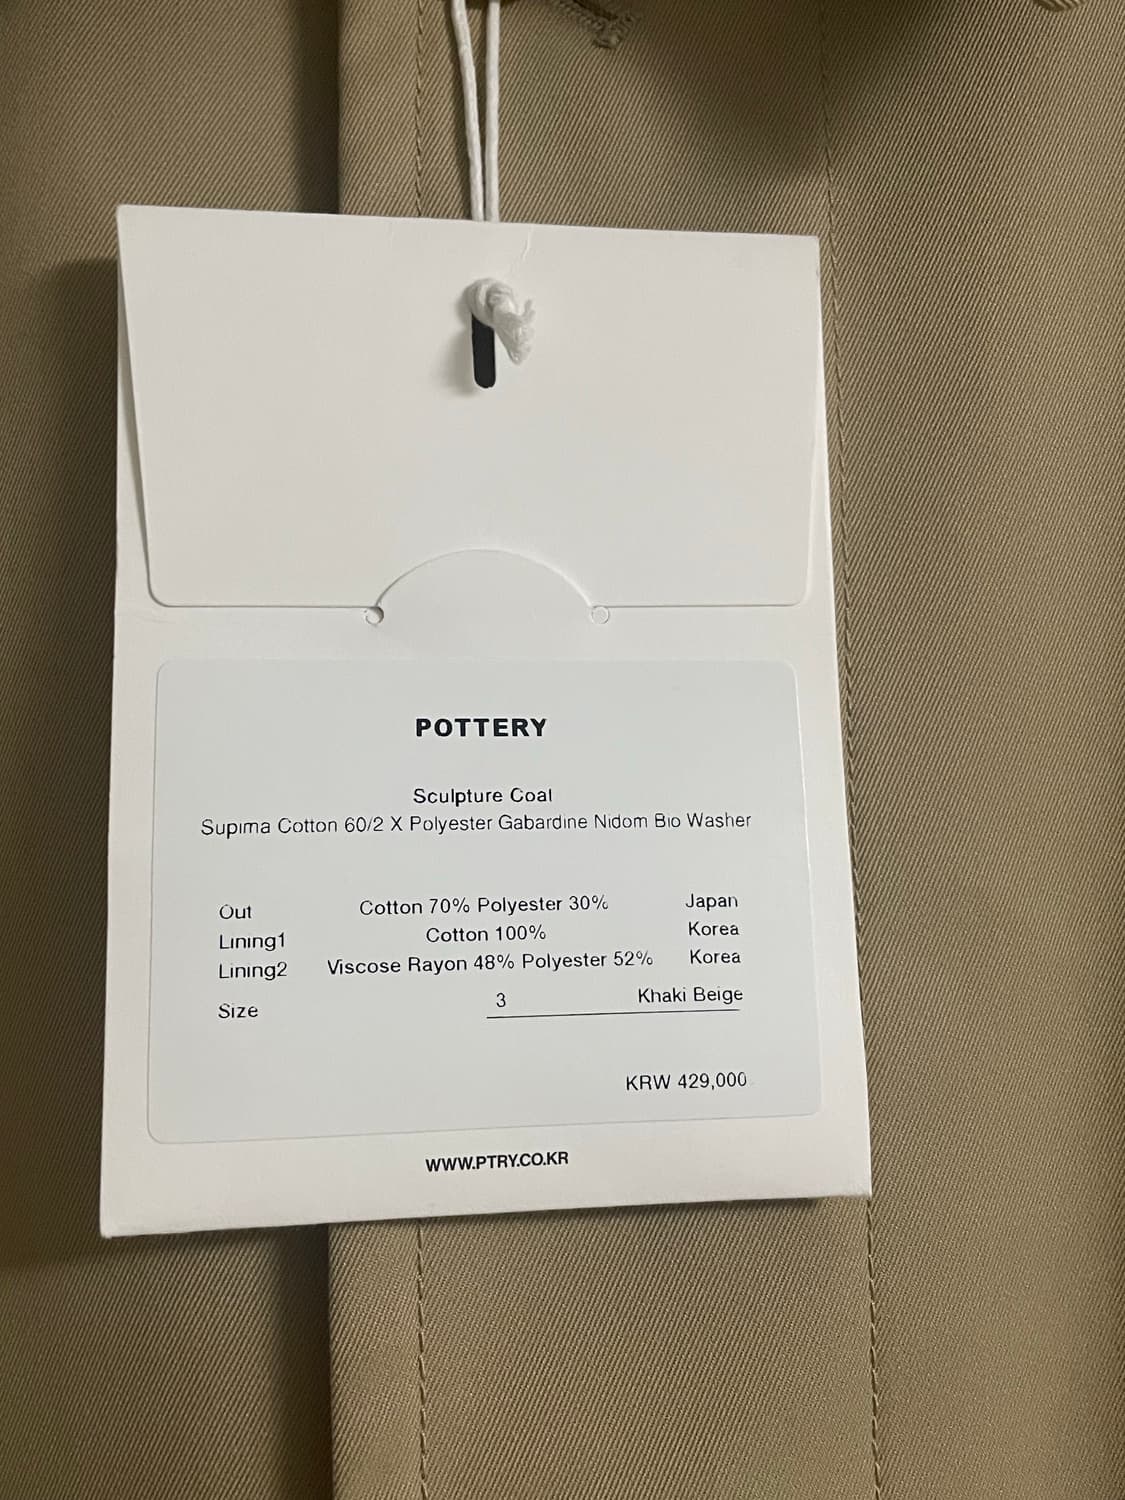 POTTERY
Sculpture Coat
Supima Cotton 60/2 X Polyester Gabardine Nidom Bio Washer
Out Cotton 70% Polyester 30% Japan
Lining1 Cotton 100% Korea
Lining2 Viscose Rayon 48% Polyester 52% Korea
Size 3 Khaki Beige
KRW 429,000
WWW.PTRY.CO.KR